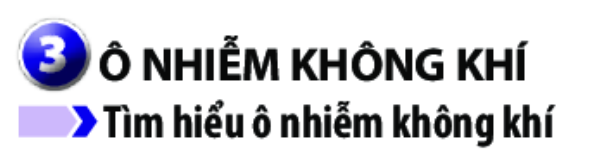 3 Ô NHIỄM KHÔNG KHÍ
Tìm hiểu ô nhiễm không khí